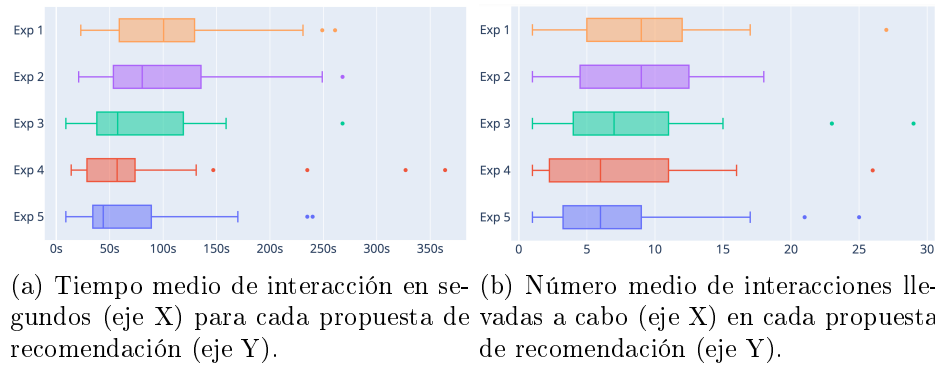 Exp 1
Exp 2
Exp 3
Exp 4
Exp 5
0s 50s 100s 150s 200s 250s 300s 350s
(a) Tiempo medio de interacción en se-
gundos (eje X) para cada propuesta de
recomendación (eje Y).
Exp 1
Exp 2
Exp 3
Exp 4
Exp 5
0 5 10 15 20 25 30
(b) Número medio de interacciones lle-
vadas a cabo (eje X) en cada propuesta
de recomendación (eje Y).